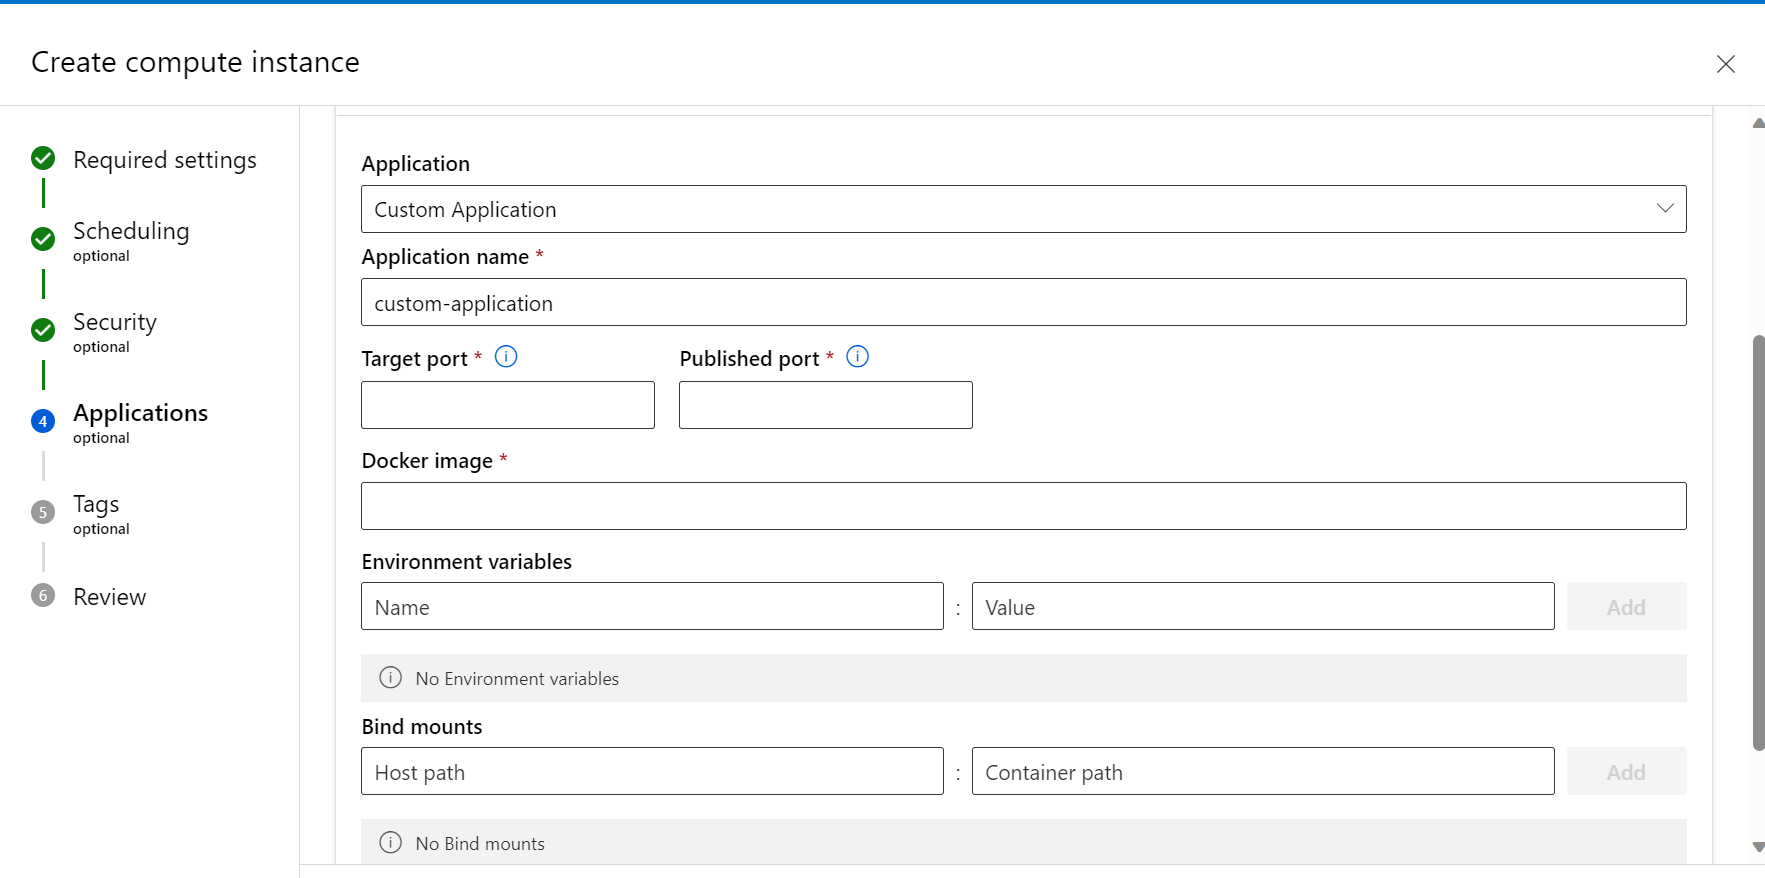 Create compute instance
Required settings
Scheduling
optional
Security
optional
4
Applications
optional
5
Tags
optional
6
Review
Application
Custom Application
Application name *
custom-application
Target port * i
Published port * i
Docker image *
Environment variables
Name : Value Add
i No Environment variables
Bind mounts
Host path : Container path Add
i No Bind mounts